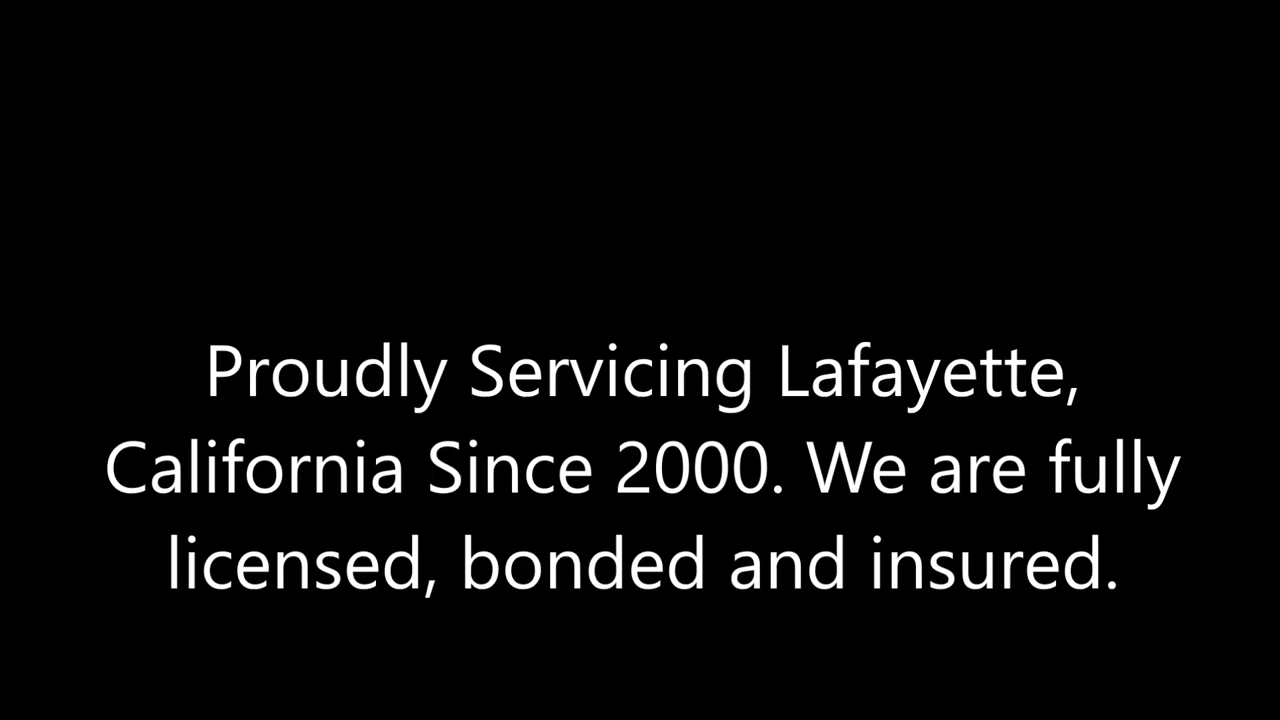 Proudly Servicing Lafayette,
California Since 2000. We are fully
licensed, bonded and insured.